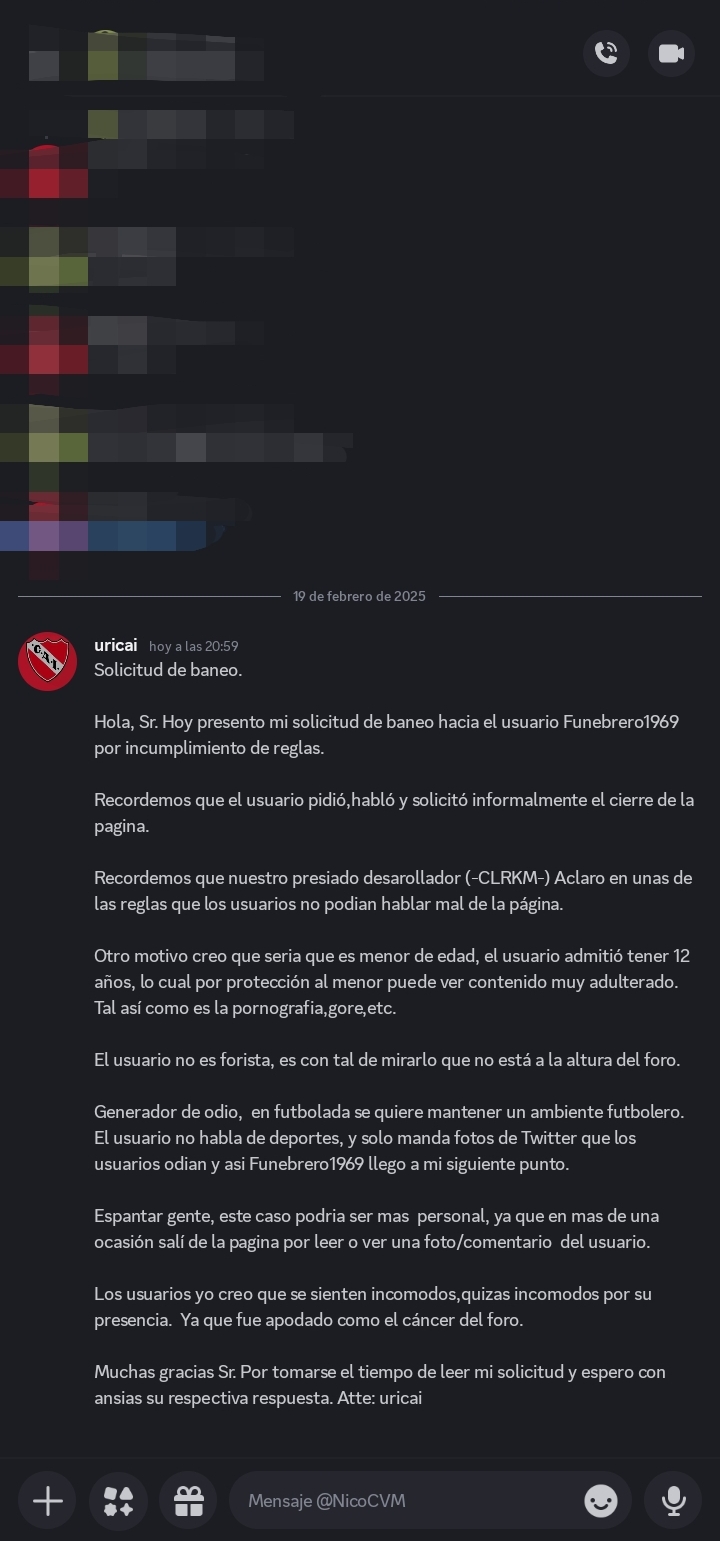 19 de febrero de 2025
C.A.I.
uricai hoy a las 20:59
Solicitud de baneo.
Hola, Sr. Hoy presento mi solicitud de baneo hacia el usuario Funebrero1969
por incumplimiento de reglas.
Recordemos que el usuario pidió,habló y solicitó informalmente el cierre de la
pagina.
Recordemos que nuestro presiado desarollador (-CLRKM-) Aclaro en unas de
las reglas que los usuarios no podian hablar mal de la página.
Otro motivo creo que seria que es menor de edad, el usuario admitió tener 12
años, lo cual por protección al menor puede ver contenido muy adulterado.
Tal así como es la pornografia,gore,etc.
El usuario no es forista, es con tal de mirarlo que no está a la altura del foro.
Generador de odio,  en futbolada se quiere mantener un ambiente futbolero.
El usuario no habla de deportes, y solo manda fotos de Twitter que los
usuarios odian y asi Funebrero1969 llego a mi siguiente punto.
Espantar gente, este caso podria ser mas  personal, ya que en mas de una
ocasión salí de la pagina por leer o ver una foto/comentario  del usuario.
Los usuarios yo creo que se sienten incomodos,quizas incomodos por su
presencia.  Ya que fue apodado como el cáncer del foro.
Muchas gracias Sr. Por tomarse el tiempo de leer mi solicitud y espero con
ansias su respectiva respuesta. Atte: uricai
Mensaje @NicoCVM